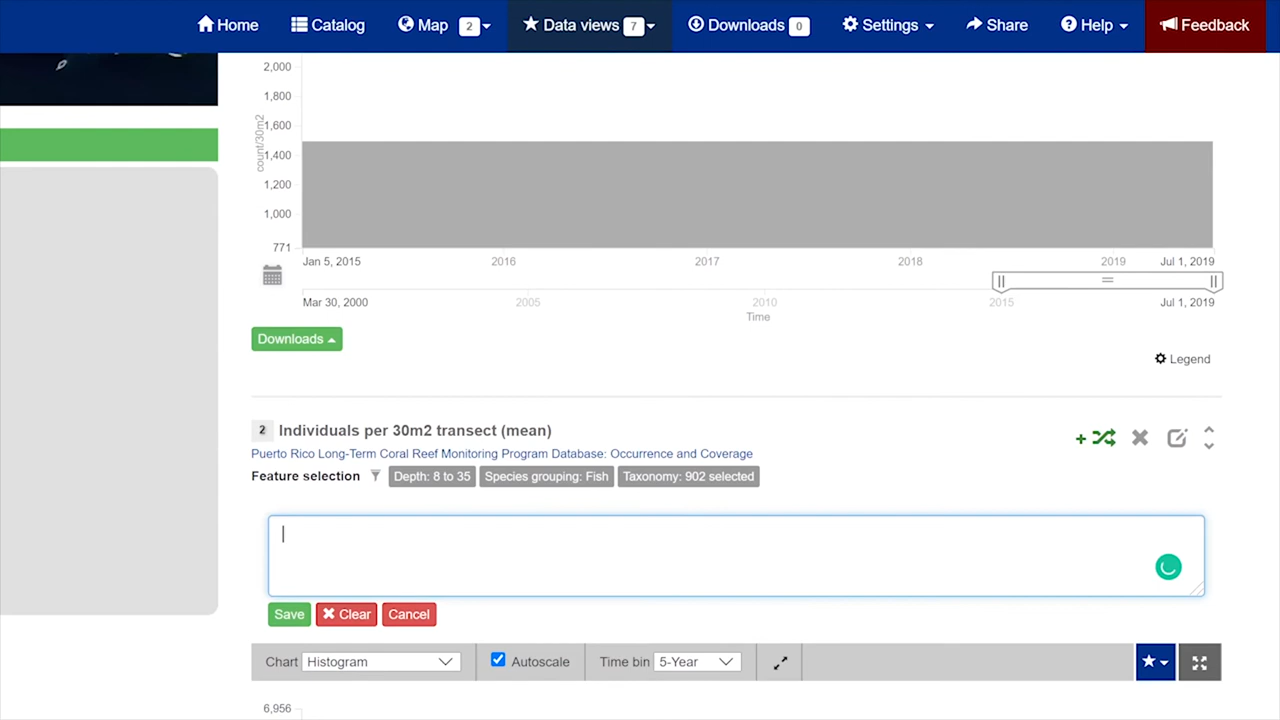 Home Catalog Map 2 Data views 7 Downloads 0 Settings Share Help Feedback
2,000
1,800
1,600
1,400
1,200
1,000
771
count/30m2
Jan 5, 2015 2016 2017 2018 2019 Jul 1, 2019
Mar 30, 2000 2005 2010 2015 Jul 1, 2019
Time
Downloads
Legend
2 Individuals per 30m2 transect (mean)
Puerto Rico Long-Term Coral Reef Monitoring Program Database: Occurrence and Coverage
Feature selection Depth: 8 to 35 Species grouping: Fish Taxonomy: 902 selected
Save Clear Cancel
Chart Histogram Autoscale Time bin 5-Year
6,956